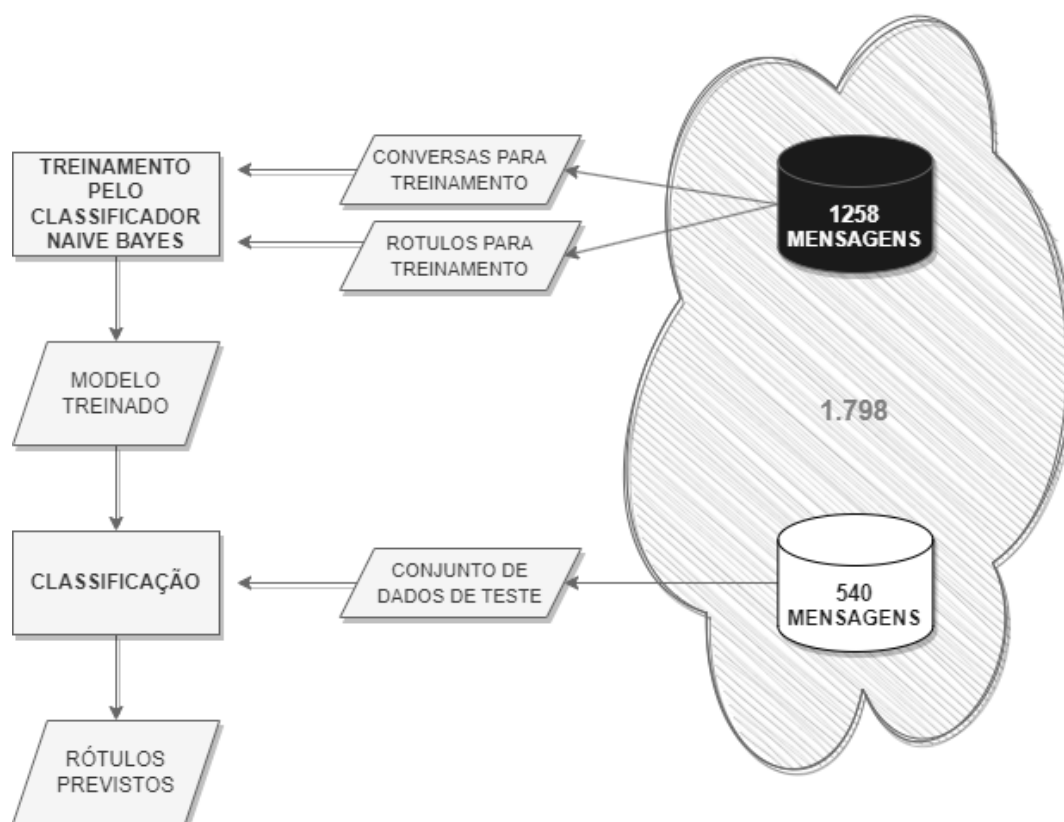 TREINAMENTO
PELO
CLASSIFICADOR
NAIVE BAYES
CONVERSAS PARA
TREINAMENTO
ROTULOS PARA
TREINAMENTO
1258
MENSAGENS
MODELO
TREINADO
1.798
CLASSIFICAÇÃO
CONJUNTO DE
DADOS DE TESTE
540
MENSAGENS
RÓTULOS
PREVISTOS